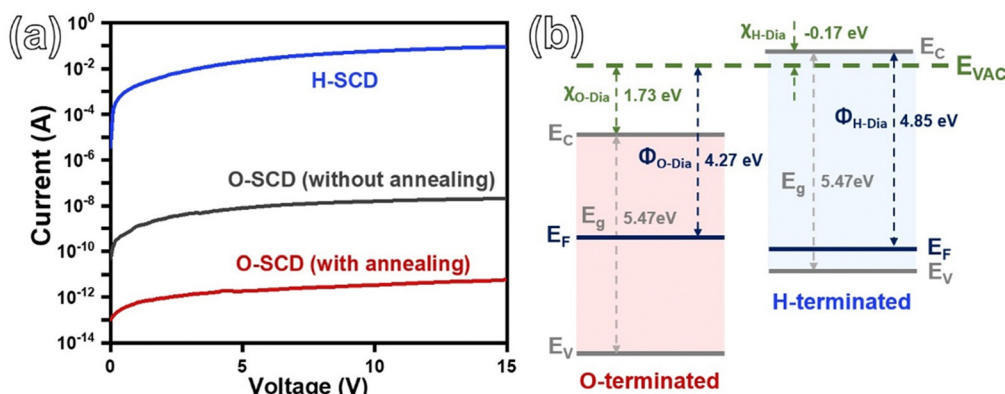 (a)
Current (A)
10⁰
10⁻²
10⁻⁴
10⁻⁶
10⁻⁸
10⁻¹⁰
10⁻¹²
10⁻¹⁴
H-SCD
O-SCD (without annealing)
O-SCD (with annealing)
0 5 10 15
Voltage (V)
(b)
χH-Dia -0.17 eV
EC
EVAC
χO-Dia 1.73 eV
EC
ΦO-Dia 4.27 eV
ΦH-Dia 4.85 eV
Eg 5.47eV
Eg 5.47eV
EF
EF
EV
EV
H-terminated
O-terminated